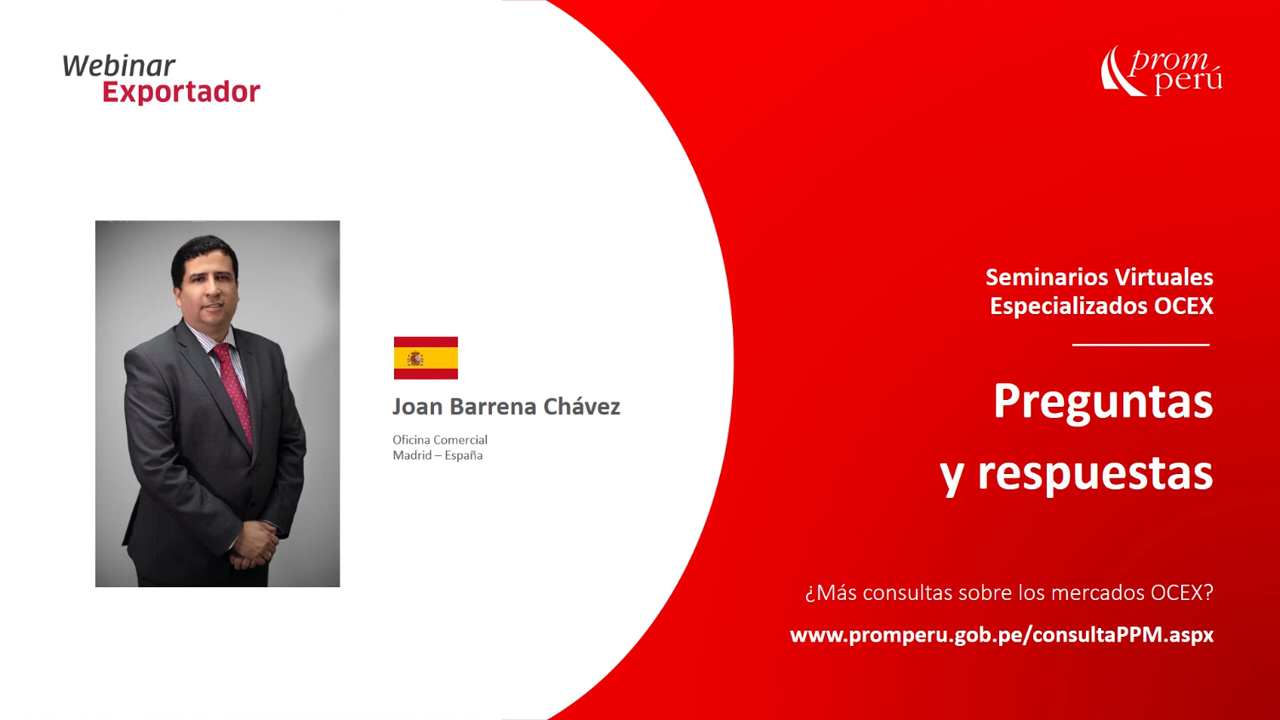 Webinar
Exportador
prom
perú
Joan Barrena Chávez
Oficina Comercial
Madrid – España
Seminarios Virtuales
Especializados OCEX
Preguntas
y respuestas
¿Más consultas sobre los mercados OCEX?
www.promperu.gob.pe/consultaPPM.aspx